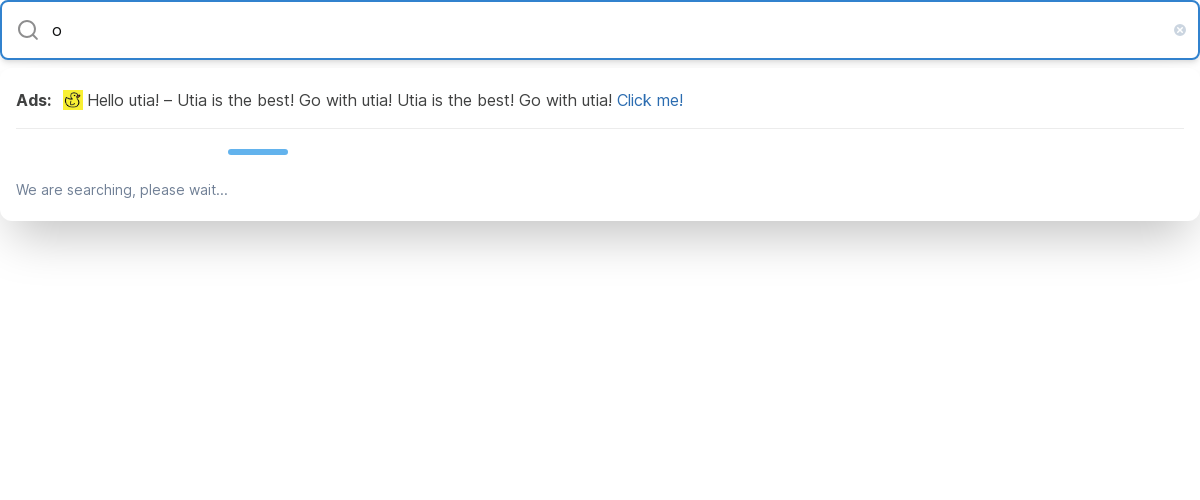 o
Ads: Hello utia! – Utia is the best! Go with utia! Utia is the best! Go with utia! Click me!
We are searching, please wait...